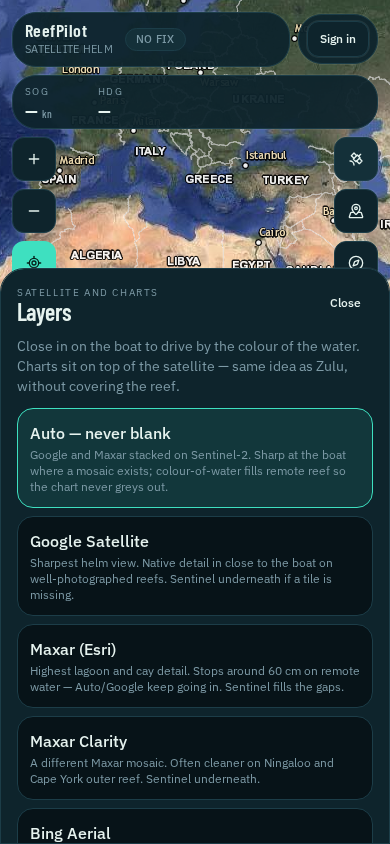 ReefPilot
SATELLITE HELM
NO FIX
Sign in
London
POLAND
Warsaw
GERMANY
SOG
HDG
— kn
—
UKRAINE
FRANCE
ITALY
Madrid
SPAIN
Istanbul
GREECE
TURKEY
Cairo
ALGERIA
LIBYA
EGYPT
SATELLITE AND CHARTS
Layers
Close
Close in on the boat to drive by the colour of the water.
Charts sit on top of the satellite — same idea as Zulu,
without covering the reef.
Auto — never blank
Google and Maxar stacked on Sentinel-2. Sharp at the boat
where a mosaic exists; colour-of-water fills remote reef so
the chart never greys out.
Google Satellite
Sharpest helm view. Native detail in close to the boat on
well-photographed reefs. Sentinel underneath if a tile is
missing.
Maxar (Esri)
Highest lagoon and cay detail. Stops around 60 cm on remote
water — Auto/Google keep going in. Sentinel fills the gaps.
Maxar Clarity
A different Maxar mosaic. Often cleaner on Ningaloo and
Cape York outer reef. Sentinel underneath.
Bing Aerial